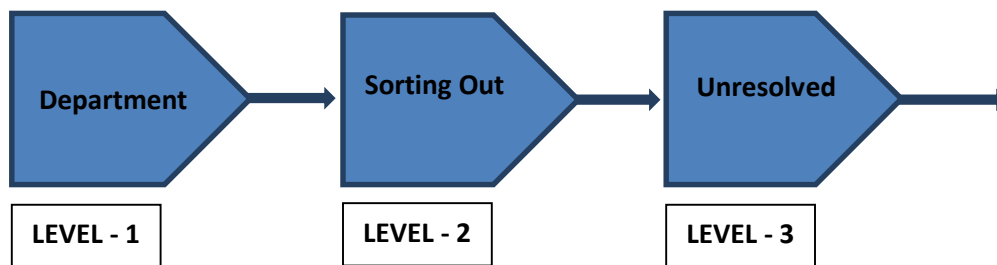 Department
Sorting Out
Unresolved
LEVEL - 1
LEVEL - 2
LEVEL - 3